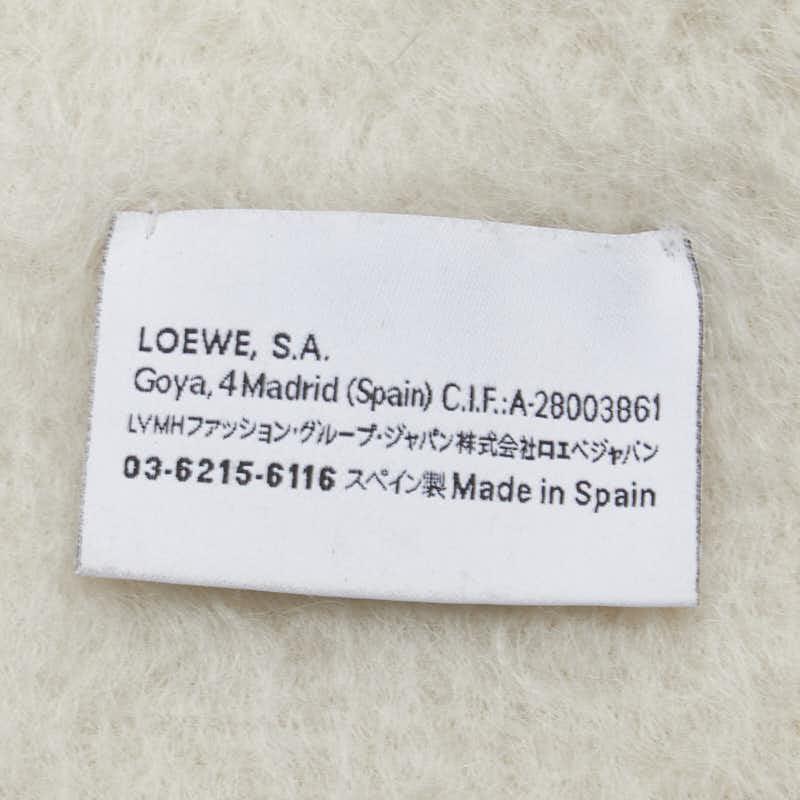 LOEWE, S.A.
Goya, 4 Madrid (Spain) C.I.F.:A-28003861
LVMHファッション・グループ・ジャパン株式会社ロエベジャパン
03-6215-6116 スペイン製 Made in Spain